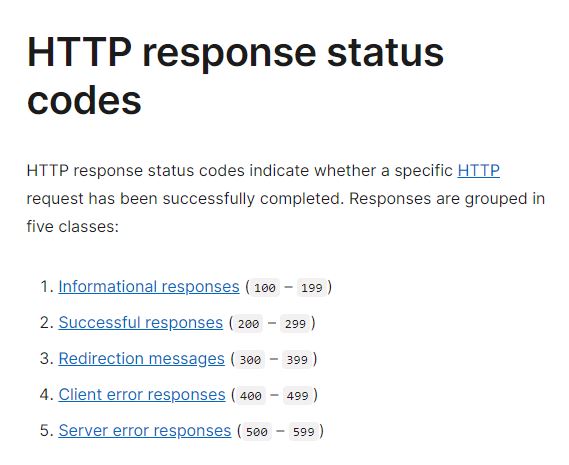 HTTP response status
codes
HTTP response status codes indicate whether a specific HTTP
request has been successfully completed. Responses are grouped in
five classes:
1. Informational responses (100 – 199)
2. Successful responses (200 – 299)
3. Redirection messages (300 – 399)
4. Client error responses (400 – 499)
5. Server error responses (500 – 599)